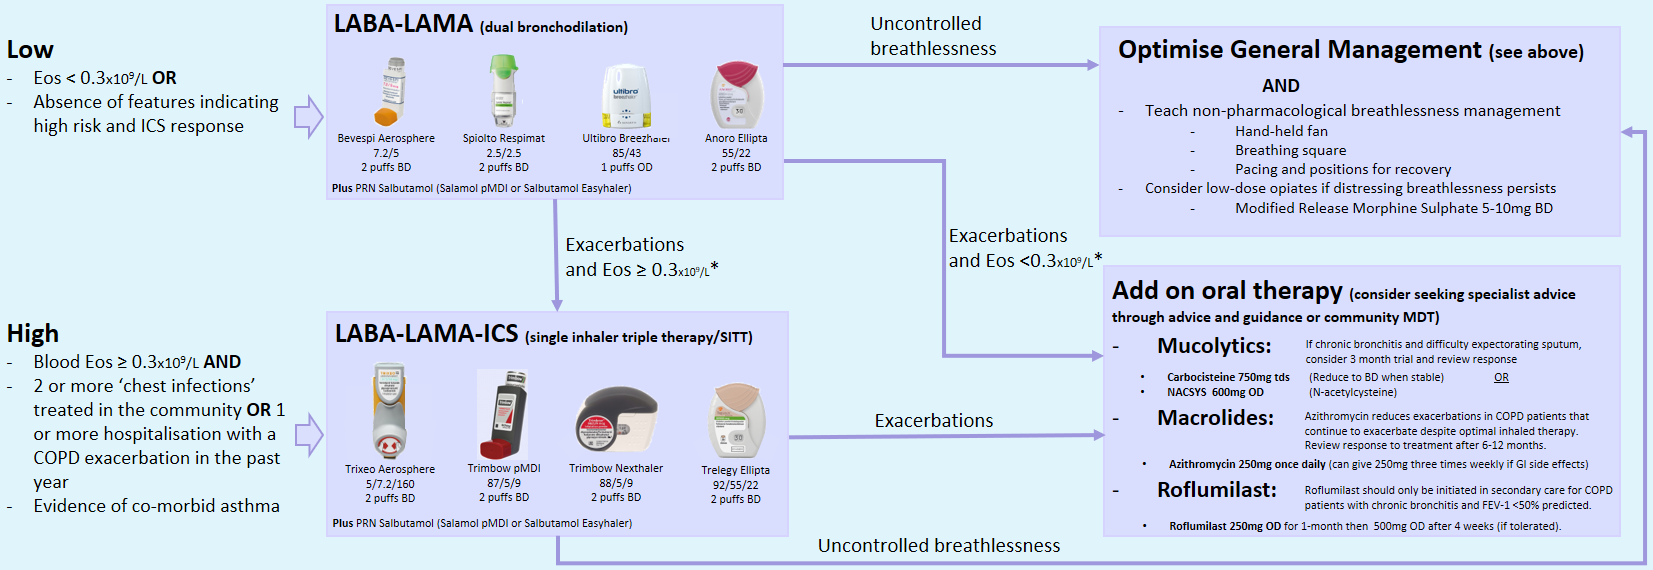 Low
- Eos < 0.3x10⁹/L OR
- Absence of features indicating
high risk and ICS response
LABA-LAMA (dual bronchodilation)
ultibro
breezhaler
Bevespi Aerosphere
7.2/5
2 puffs BD
Spiolto Respimat
2.5/2.5
2 puffs BD
Ultibro Breezhaler
85/43
1 puffs OD
Anoro Ellipta
55/22
2 puffs BD
Plus PRN Salbutamol (Salamol pMDI or Salbutamol Easyhaler)
Uncontrolled
breathlessness
Optimise General Management (see above)
AND
- Teach non-pharmacological breathlessness management
- Hand-held fan
- Breathing square
- Pacing and positions for recovery
- Consider low-dose opiates if distressing breathlessness persists
- Modified Release Morphine Sulphate 5-10mg BD
Exacerbations
and Eos ≥ 0.3x10⁹/L*
Exacerbations
and Eos <0.3x10⁹/L*
High
- Blood Eos ≥ 0.3x10⁹/L AND
- 2 or more ‘chest infections’
treated in the community OR 1
or more hospitalisation with a
COPD exacerbation in the past
year
- Evidence of co-morbid asthma
LABA-LAMA-ICS (single inhaler triple therapy/SITT)
Trixeo Aerosphere
5/7.2/160
2 puffs BD
Trimbow pMDI
87/5/9
2 puffs BD
Trimbow Nexthaler
88/5/9
2 puffs BD
Trelegy Ellipta
92/55/22
2 puffs BD
Plus PRN Salbutamol (Salamol pMDI or Salbutamol Easyhaler)
Exacerbations
Uncontrolled breathlessness
Add on oral therapy (consider seeking specialist advice
through advice and guidance or community MDT)
- Mucolytics: If chronic bronchitis and difficulty expectorating sputum,
consider 3 month trial and review response
• Carbocisteine 750mg tds (Reduce to BD when stable) OR
• NACSYS 600mg OD (N-acetylcysteine)
- Macrolides: Azithromycin reduces exacerbations in COPD patients that
continue to exacerbate despite optimal inhaled therapy.
Review response to treatment after 6-12 months.
• Azithromycin 250mg once daily (can give 250mg three times weekly if GI side effects)
- Roflumilast: Roflumilast should only be initiated in secondary care for COPD
patients with chronic bronchitis and FEV-1 <50% predicted.
• Roflumilast 250mg OD for 1-month then 500mg OD after 4 weeks (if tolerated).